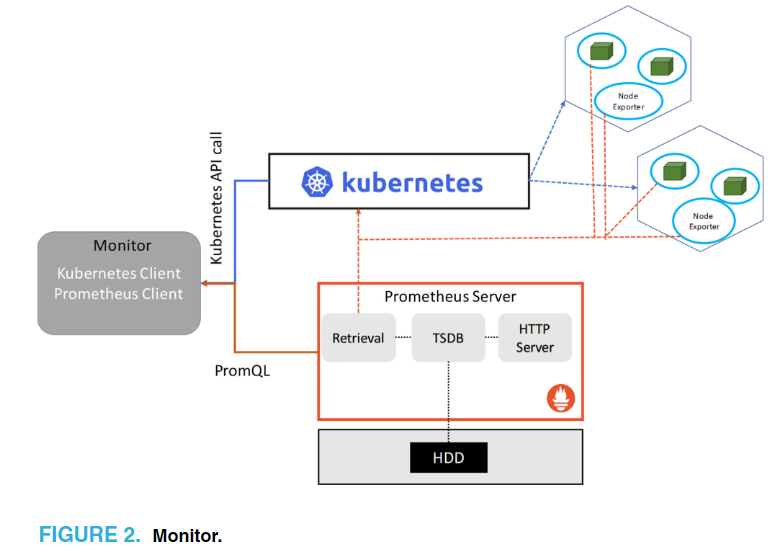 Node
Exporter
Kubernetes API call
kubernetes
Node
Exporter
Monitor
Kubernetes Client
Prometheus Client
Prometheus Server
Retrieval
TSDB
HTTP
Server
PromQL
HDD
FIGURE 2. Monitor.